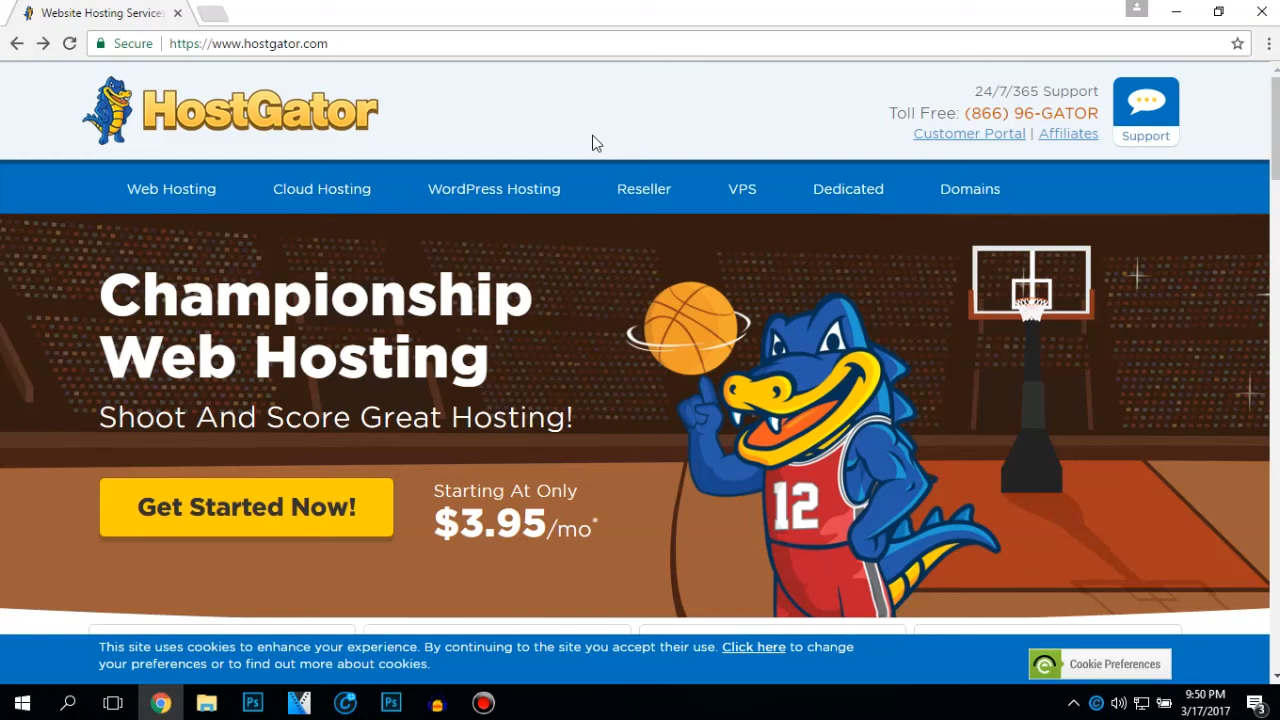 Website Hosting Services
Secure
https://www.hostgator.com
HostGator
24/7/365 Support
Toll Free: (866) 96-GATOR
Customer Portal | Affiliates
Support
Web Hosting
Cloud Hosting
WordPress Hosting
Reseller
VPS
Dedicated
Domains
Championship
Web Hosting
Shoot And Score Great Hosting!
Get Started Now!
Starting At Only
$3.95/mo*
12
This site uses cookies to enhance your experience. By continuing to the site you accept their use. Click here to change
your preferences or to find out more about cookies.
Cookie Preferences
Ps
Ps
9:50 PM
3/17/2017
3